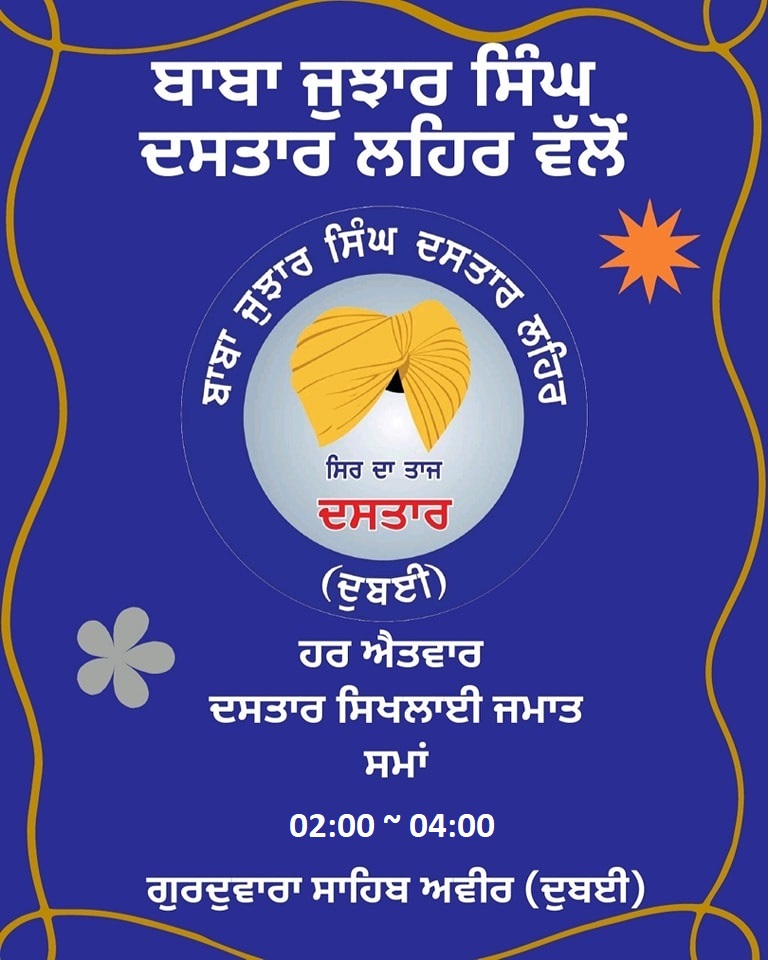 ਬਾਬਾ ਜੁਝਾਰ ਸਿੰਘ
ਦਸਤਾਰ ਲਹਿਰ ਵੱਲੋਂ
ਬਾਬਾ ਜੁਝਾਰ ਸਿੰਘ ਦਸਤਾਰ ਲਹਿਰ
ਸਿਰ ਦਾ ਤਾਜ
ਦਸਤਾਰ
(ਦੁਬਈ)
ਹਰ ਐਤਵਾਰ
ਦਸਤਾਰ ਸਿਖਲਾਈ ਜਮਾਤ
ਸਮਾਂ
02:00 ~ 04:00
ਗੁਰਦੁਵਾਰਾ ਸਾਹਿਬ ਅਵੀਰ (ਦੁਬਈ)